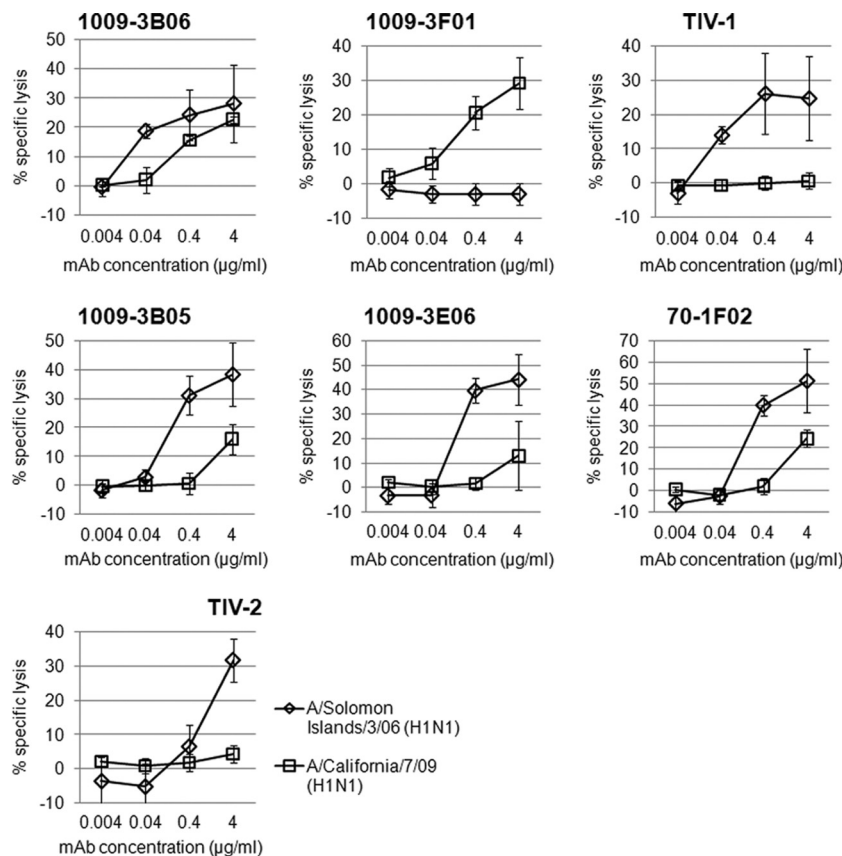 1009-3B06
% specific lysis
50
40
30
20
10
0
-10
0.004 0.04 0.4 4
mAb concentration (µg/ml)
1009-3F01
% specific lysis
40
30
20
10
0
-10
0.004 0.04 0.4 4
mAb concentration (µg/ml)
TIV-1
% specific lysis
40
30
20
10
0
-10
0.004 0.04 0.4 4
mAb concentration (µg/ml)
1009-3B05
% specific lysis
50
40
30
20
10
0
-10
0.004 0.04 0.4 4
mAb concentration (µg/ml)
1009-3E06
% specific lysis
60
50
40
30
20
10
0
-10
0.004 0.04 0.4 4
mAb concentration (µg/ml)
70-1F02
% specific lysis
70
60
50
40
30
20
10
0
-10
0.004 0.04 0.4 4
mAb concentration (µg/ml)
TIV-2
% specific lysis
40
30
20
10
0
-10
0.004 0.04 0.4 4
mAb concentration (µg/ml)
A/Solomon
Islands/3/06 (H1N1)
A/California/7/09
(H1N1)